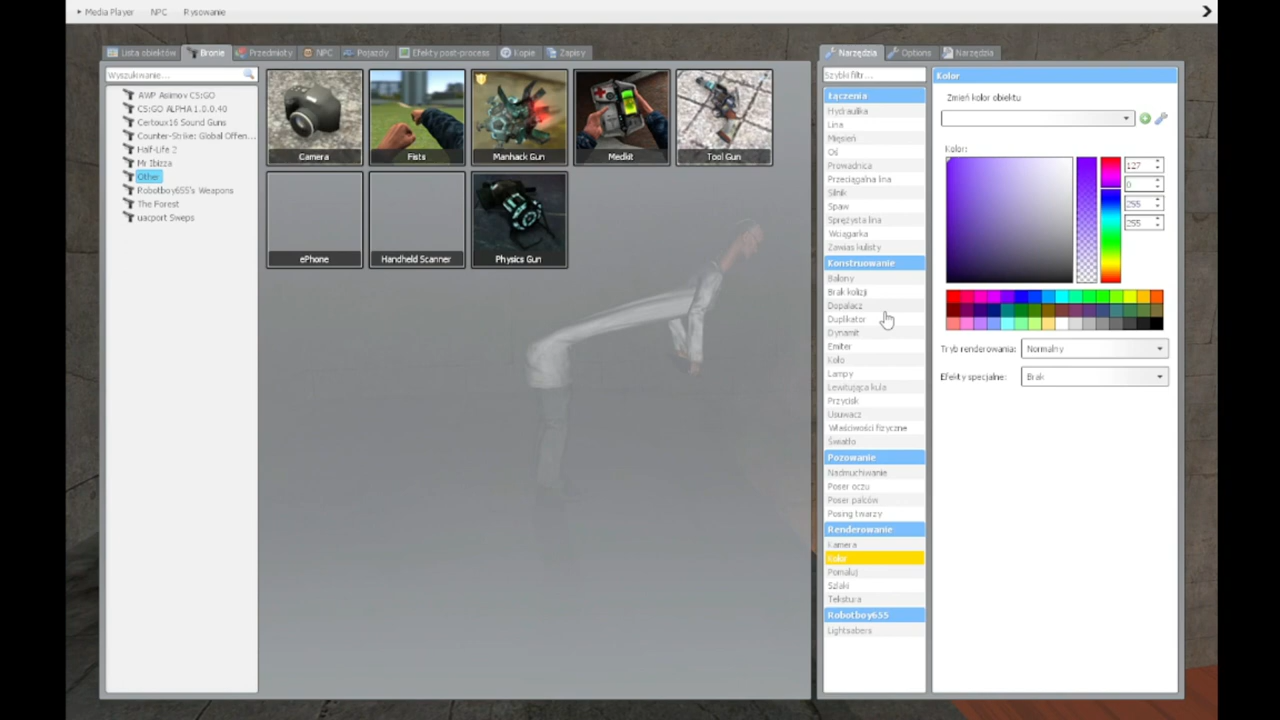 Media Player NPC Rysowanie
Lista obiektów Bronie Przedmioty NPC Pojazdy Efekty post-process Kopie Zapisy
Wyszukiwanie...
AWP Asimov CS:GO
CS:GO ALPHA 1.0.0.40
Certoux16 Sound Guns
Counter-Strike: Global Offen...
Half-Life 2
Mr Ibizza
Other
Robotboy655's Weapons
The Forest
uacport Sweps
Camera Fists Manhack Gun Medkit Tool Gun
ePhone Handheld Scanner Physics Gun
Narzędzia Options Narzędzia
Szybki filtr...
Łączenia
Hydraulika
Lina
Mięsień
Oś
Prowadnica
Przeciągalna lina
Silnik
Spaw
Sprężysta lina
Wciągarka
Zawias kulisty
Konstruowanie
Balony
Brak kolizji
Dopalacz
Duplikator
Dynamit
Emiter
Koło
Lampy
Lewitująca kula
Przycisk
Usuwacz
Właściwości fizyczne
Światło
Pozowanie
Nadmuchiwanie
Poser oczu
Poser palców
Posing twarzy
Renderowanie
Kamera
Kolor
Pomaluj
Szlaki
Tekstura
Robotboy655
Lightsabers
Kolor
Zmień kolor obiektu
Kolor:
127
0
255
255
Tryb renderowania: Normalny
Efekty specjalne: Brak